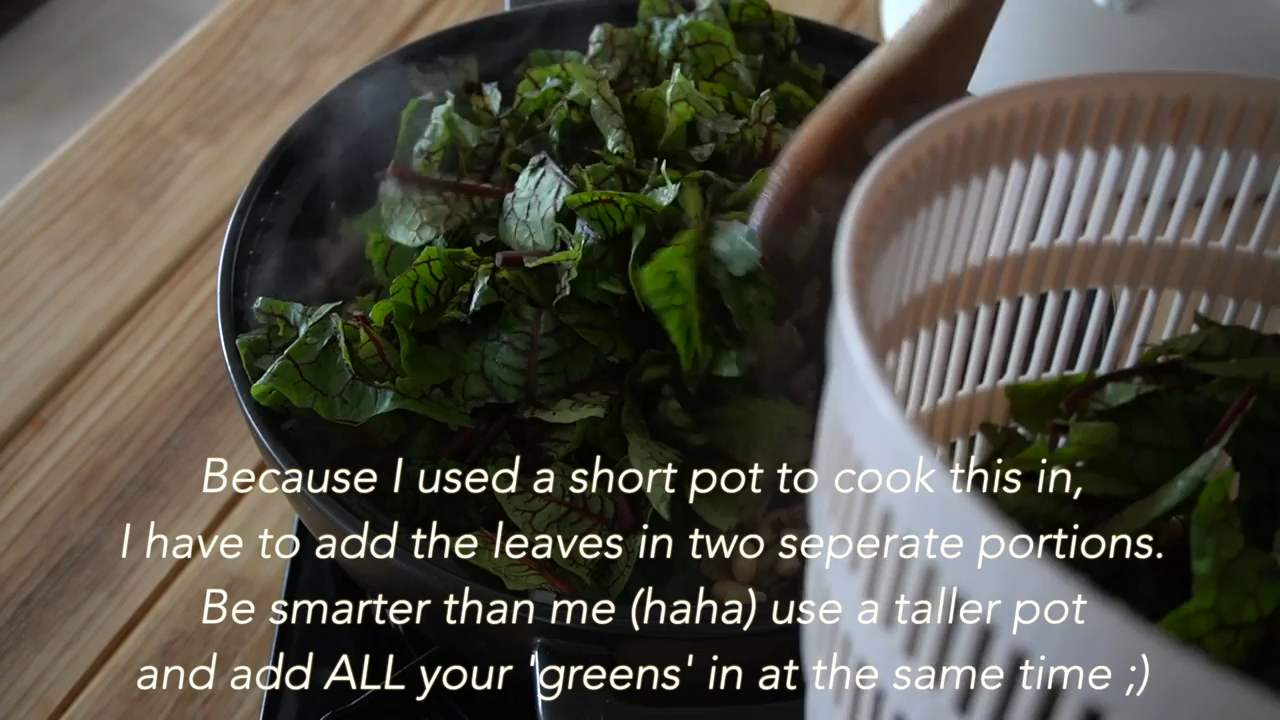 Because I used a short pot to cook this in,
I have to add the leaves in two seperate portions.
Be smarter than me (haha) use a taller pot
and add ALL your 'greens' in at the same time ;)